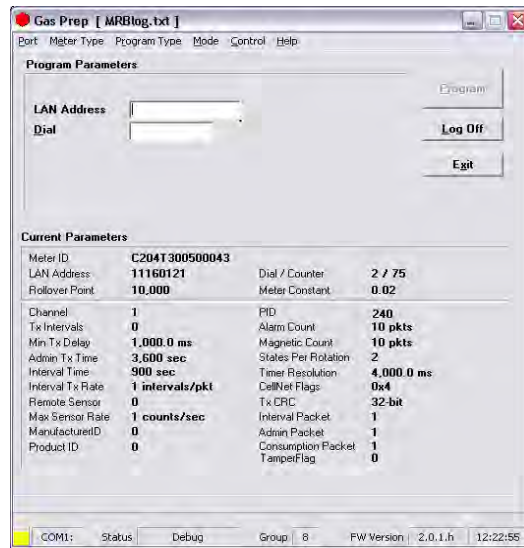 Gas Prep [ MRBlog.txt ]
Port Meter Type Program Type Mode Control Help
Program Parameters
Program
LAN Address
Log Off
Dial
Exit
Current Parameters
Meter ID C204T300500043
LAN Address 11160121 Dial / Counter 2 / 75
Rollover Point 10,000 Meter Constant 0.02
Channel 1 PID 240
Tx Intervals 0 Alarm Count 10 pkts
Min Tx Delay 1,000.0 ms Magnetic Count 10 pkts
Admin Tx Time 3,600 sec States Per Rotation 2
Interval Time 900 sec Timer Resolution 4,000.0 ms
Interval Tx Rate 1 intervals/pkt CellNet Flags 0x4
Remote Sensor 0 Tx CRC 32-bit
Max Sensor Rate 1 counts/sec Interval Packet 1
ManufacturerID 0 Admin Packet 1
Product ID 0 Consumption Packet 1
TamperFlag 0
COM1: Status Debug Group 8 FW Version 2.0.1.h 12:22:55